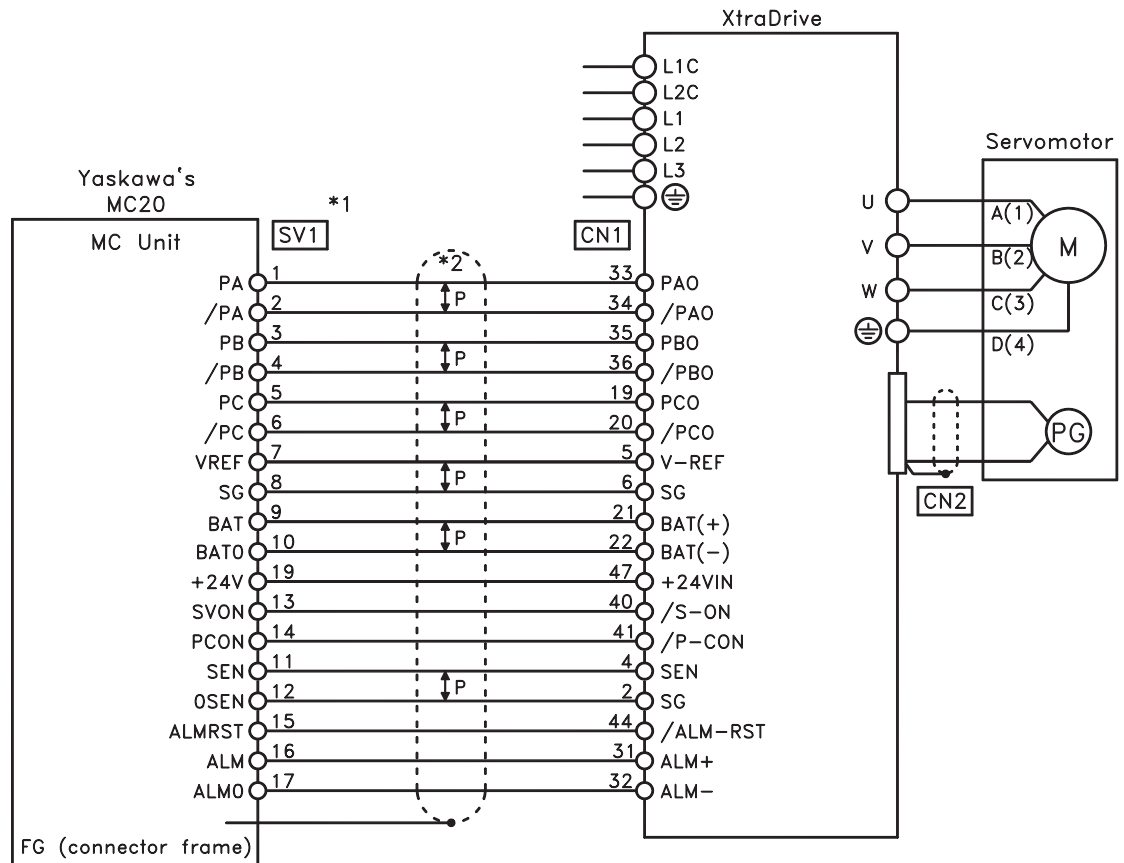 XtraDrive
L1C
L2C
L1
L2
L3
Servomotor
Yaskawa's
MC20
*1
MC Unit
SV1
CN1
*2
U
V
W
A(1)
B(2)
C(3)
D(4)
M
PG
CN2
PA 1 33 PAO
P
/PA 2 34 /PAO
PB 3 35 PBO
P
/PB 4 36 /PBO
PC 5 19 PCO
P
/PC 6 20 /PCO
VREF 7 5 V-REF
P
SG 8 6 SG
BAT 9 21 BAT(+)
P
BAT0 10 22 BAT(-)
+24V 19 47 +24VIN
SVON 13 40 /S-ON
PCON 14 41 /P-CON
SEN 11 4 SEN
P
0SEN 12 2 SG
ALMRST 15 44 /ALM-RST
ALM 16 31 ALM+
ALM0 17 32 ALM-
FG (connector frame)